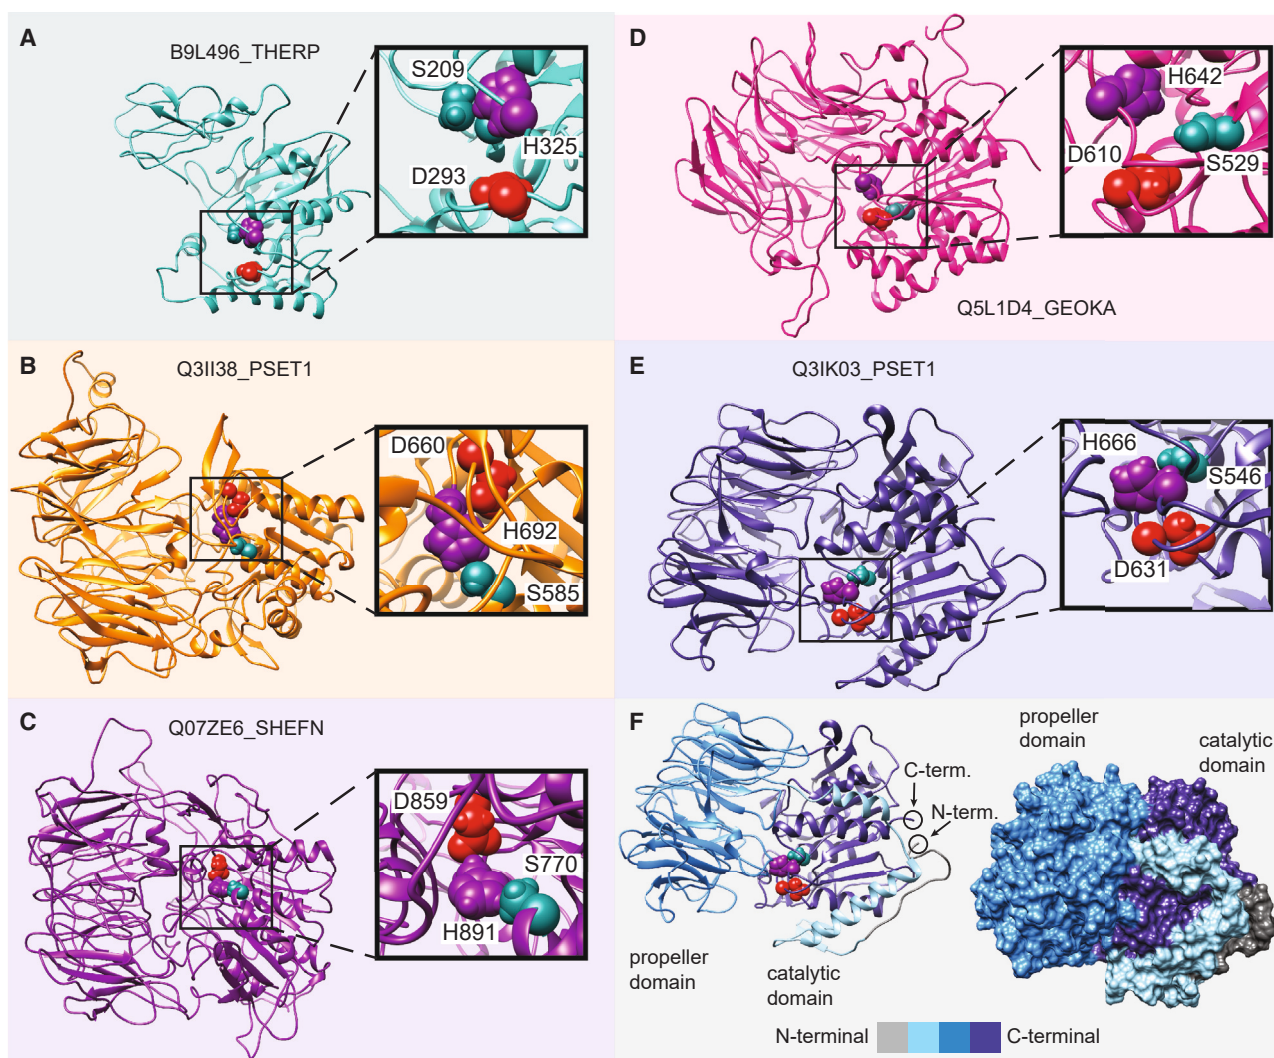 A
B9L496_THERP
S209
H325
D293
B
Q3II38_PSET1
D660
H692
S585
C
Q07ZE6_SHEFN
D859
S770
H891
D
H642
D610
S529
Q5L1D4_GEOKA
E
Q3IK03_PSET1
H666
S546
D631
F
C-term.
N-term.
propeller
domain
catalytic
domain
propeller
domain
catalytic
domain
N-terminal
C-terminal